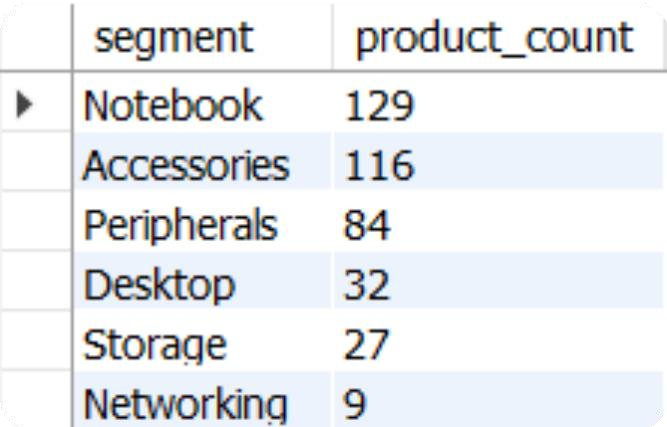 segment product_count
Notebook 129
Accessories 116
Peripherals 84
Desktop 32
Storage 27
Networking 9